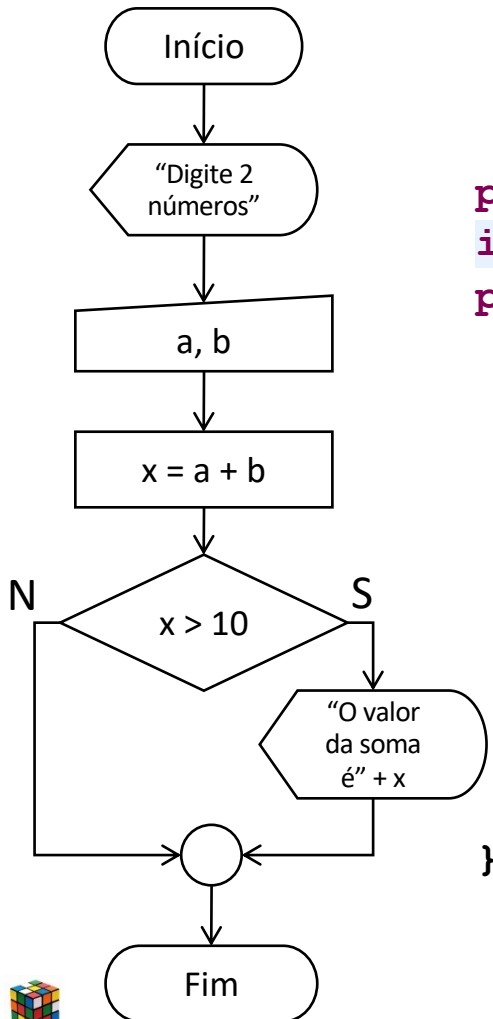 Início
“Digite 2
números”
p
i
p
a, b
x = a + b
N
S
x > 10
“O valor
da soma
é” + x
}
Fim